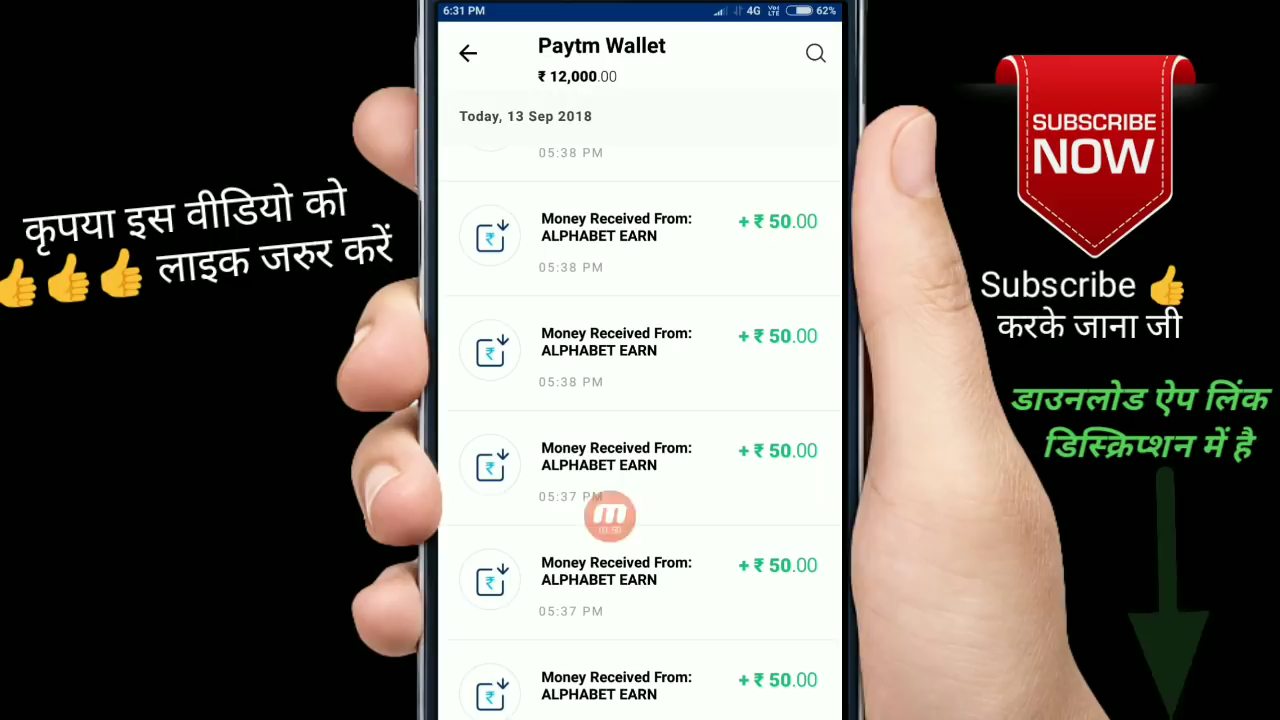 6:31 PM
4G
VoLTE
62%
Paytm Wallet
₹ 12,000.00
Today, 13 Sep 2018
05:38 PM
Money Received From:
ALPHABET EARN
+ ₹ 50.00
05:38 PM
Money Received From:
ALPHABET EARN
+ ₹ 50.00
05:38 PM
Money Received From:
ALPHABET EARN
+ ₹ 50.00
05:37 PM
Money Received From:
ALPHABET EARN
+ ₹ 50.00
05:37 PM
Money Received From:
ALPHABET EARN
+ ₹ 50.00
कृपया इस वीडियो को
👍👍👍 लाइक जरुर करें
SUBSCRIBE
NOW
Subscribe 👍
करके जाना जी
डाउनलोड ऐप लिंक
डिस्क्रिप्शन में है